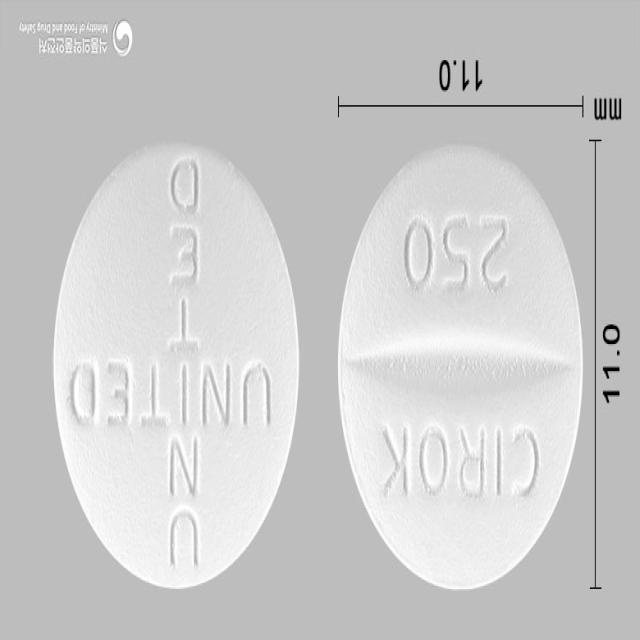 식품의약품안전처
Ministry of Food and Drug Safety
11.0
mm
11.0
UNITED
UNITED
CIROK
250